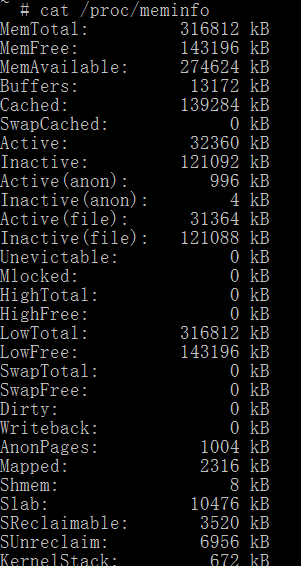 ~ # cat /proc/meminfo
MemTotal: 316812 kB
MemFree: 143196 kB
MemAvailable: 274624 kB
Buffers: 13172 kB
Cached: 139284 kB
SwapCached: 0 kB
Active: 32360 kB
Inactive: 121092 kB
Active(anon): 996 kB
Inactive(anon): 4 kB
Active(file): 31364 kB
Inactive(file): 121088 kB
Unevictable: 0 kB
Mlocked: 0 kB
HighTotal: 0 kB
HighFree: 0 kB
LowTotal: 316812 kB
LowFree: 143196 kB
SwapTotal: 0 kB
SwapFree: 0 kB
Dirty: 0 kB
Writeback: 0 kB
AnonPages: 1004 kB
Mapped: 2316 kB
Shmem: 8 kB
Slab: 10476 kB
SReclaimable: 3520 kB
SUnreclaim: 6956 kB
KernelStack: 672 kB